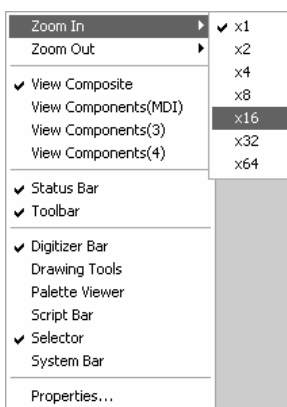 Zoom In
Zoom Out
View Composite
View Components(MDI)
View Components(3)
View Components(4)
Status Bar
Toolbar
Digitizer Bar
Drawing Tools
Palette Viewer
Script Bar
Selector
System Bar
Properties...
x1
x2
x4
x8
x16
x32
x64